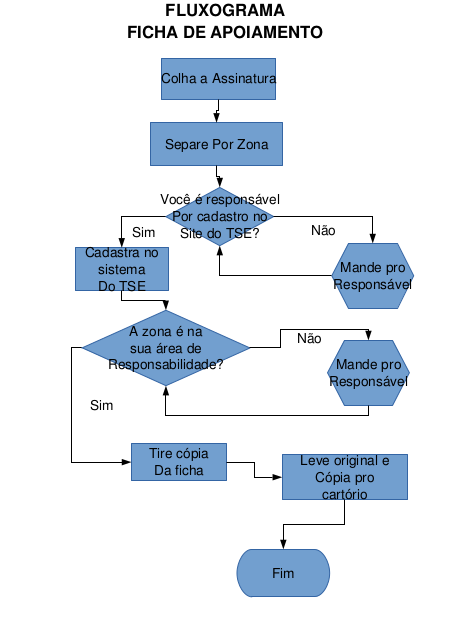 FLUXOGRAMA
FICHA DE APOIAMENTO
Colha a Assinatura
Separe Por Zona
Você é responsável
Por cadastro no
Site do TSE?
Sim
Não
Cadastra no
sistema
Do TSE
Mande pro
Responsável
A zona é na
sua área de
Responsabilidade?
Não
Mande pro
Responsável
Sim
Tire cópia
Da ficha
Leve original e
Cópia pro
cartório
Fim